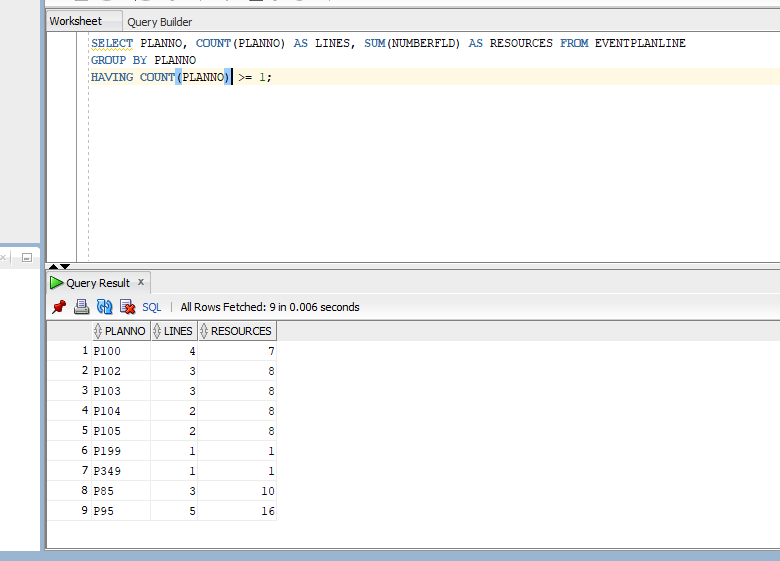 Worksheet Query Builder
SELECT PLANNO, COUNT(PLANNO) AS LINES, SUM(NUMBERFLD) AS RESOURCES FROM EVENTPLANLINE
GROUP BY PLANNO
HAVING COUNT(PLANNO) >= 1;
Query Result x
SQL | All Rows Fetched: 9 in 0.006 seconds
PLANNO LINES RESOURCES
1 P100 4 7
2 P102 3 8
3 P103 3 8
4 P104 2 8
5 P105 2 8
6 P199 1 1
7 P349 1 1
8 P85 3 10
9 P95 5 16